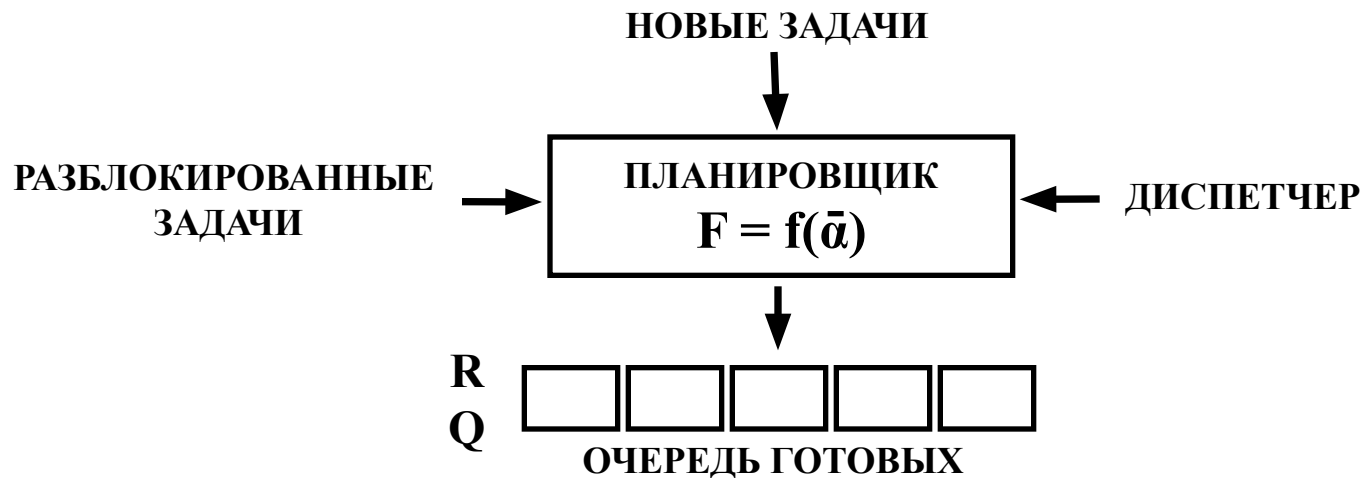 НОВЫЕ ЗАДАЧИ
РАЗБЛОКИРОВАННЫЕ
ЗАДАЧИ
ПЛАНИРОВЩИК
F = f(ᾱ)
ДИСПЕТЧЕР
R
Q
ОЧЕРЕДЬ ГОТОВЫХ